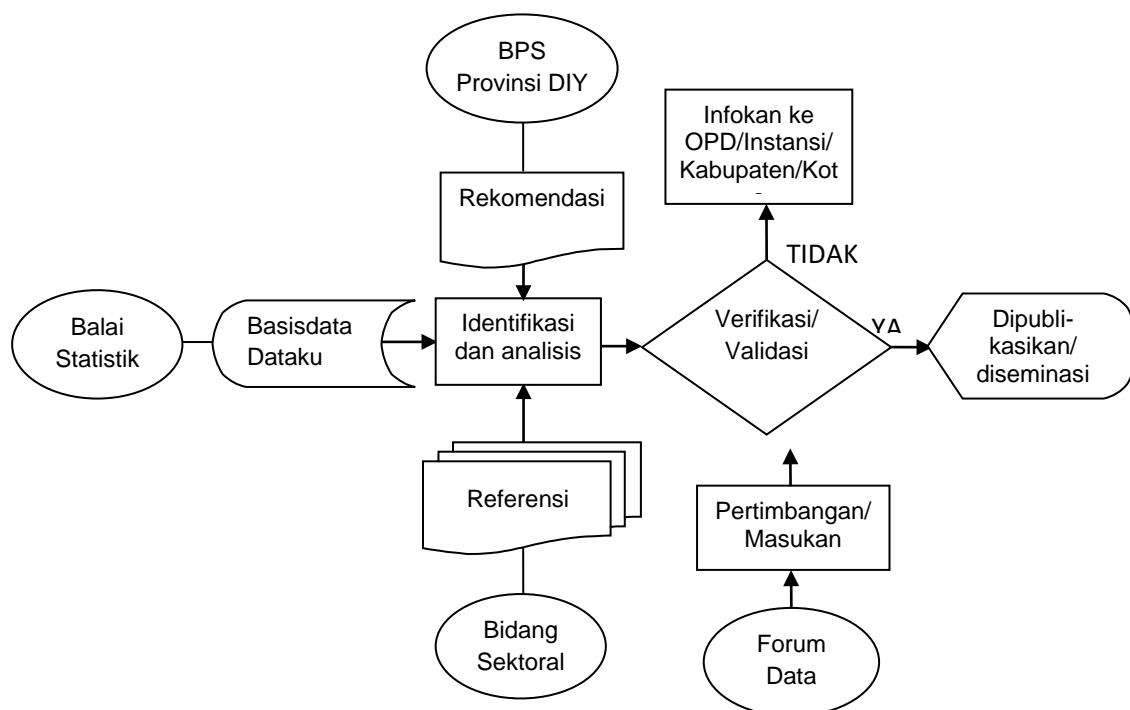 BPS
Provinsi DIY
Infokan ke
OPD/Instansi/
Kabupaten/Kot
Rekomendasi
TIDAK
Balai
Statistik
Basisdata
Dataku
Identifikasi
dan analisis
Verifikasi/
Validasi
YA
Dipubli-
kasikan/
diseminasi
Referensi
Pertimbangan/
Masukan
Bidang
Sektoral
Forum
Data